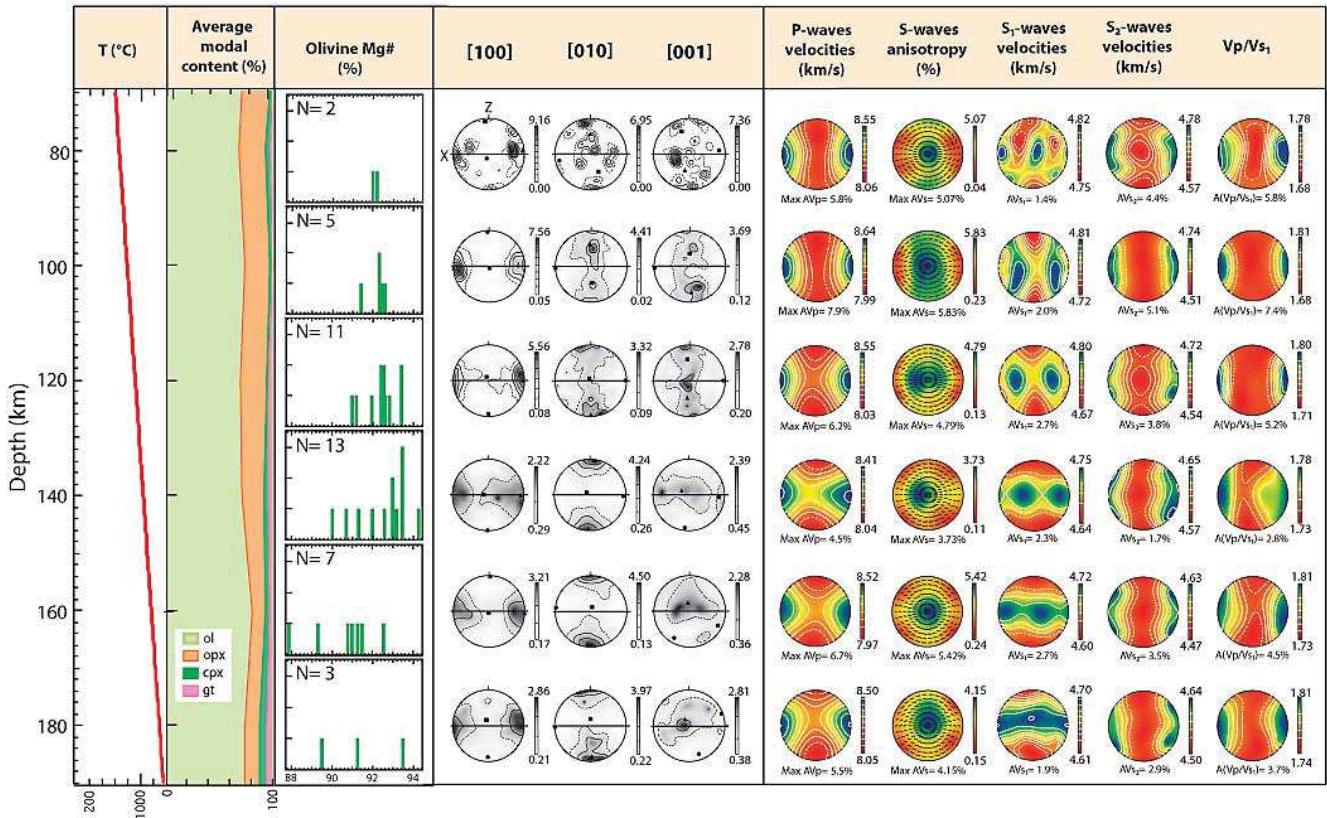 T (°C)
Average
modal
content (%)
Olivine Mg#
(%)
[100]
[010]
[001]
P-waves
velocities
(km/s)
S-waves
anisotropy
(%)
S₁-waves
velocities
(km/s)
S₂-waves
velocities
(km/s)
Vp/Vs₁
Depth (km)
80
100
120
140
160
180
200
1000
0
100
ol
opx
cpx
gt
N= 2
N= 5
N= 11
N= 13
N= 7
N= 3
88 90 92 94
Z
X
9.16
0.00
6.95
0.00
7.36
0.00
8.55
8.06
Max AVp= 5.8%
5.07
0.04
Max AVs= 5.07%
4.82
4.75
AVs₁= 1.4%
4.78
4.57
AVs₂= 4.4%
1.78
1.68
A(Vp/Vs₁)= 5.8%
7.56
0.05
4.41
0.02
3.69
0.12
8.64
7.99
Max AVp= 7.9%
5.83
0.23
Max AVs= 5.83%
4.81
4.72
AVs₁= 2.0%
4.74
4.51
AVs₂= 5.1%
1.81
1.68
A(Vp/Vs₁)= 7.4%
5.56
0.08
3.32
0.09
2.78
0.20
8.55
8.03
Max AVp= 6.2%
4.79
0.13
Max AVs= 4.79%
4.80
4.67
AVs₁= 2.7%
4.72
4.54
AVs₂= 3.8%
1.80
1.71
A(Vp/Vs₁)= 5.2%
2.22
0.29
4.24
0.26
2.39
0.45
8.41
8.04
Max AVp= 4.5%
3.73
0.11
Max AVs= 3.73%
4.75
4.64
AVs₁= 2.3%
4.65
4.57
AVs₂= 1.7%
1.78
1.73
A(Vp/Vs₁)= 2.8%
3.21
0.17
4.50
0.13
2.28
0.36
8.52
7.97
Max AVp= 6.7%
5.42
0.24
Max AVs= 5.42%
4.72
4.60
AVs₁= 2.7%
4.63
4.47
AVs₂= 3.5%
1.81
1.73
A(Vp/Vs₁)= 4.5%
2.86
0.21
3.97
0.22
2.81
0.38
8.50
8.05
Max AVp= 5.5%
4.15
0.15
Max AVs= 4.15%
4.70
4.61
AVs₁= 1.9%
4.64
4.50
AVs₂= 2.9%
1.81
1.74
A(Vp/Vs₁)= 3.7%